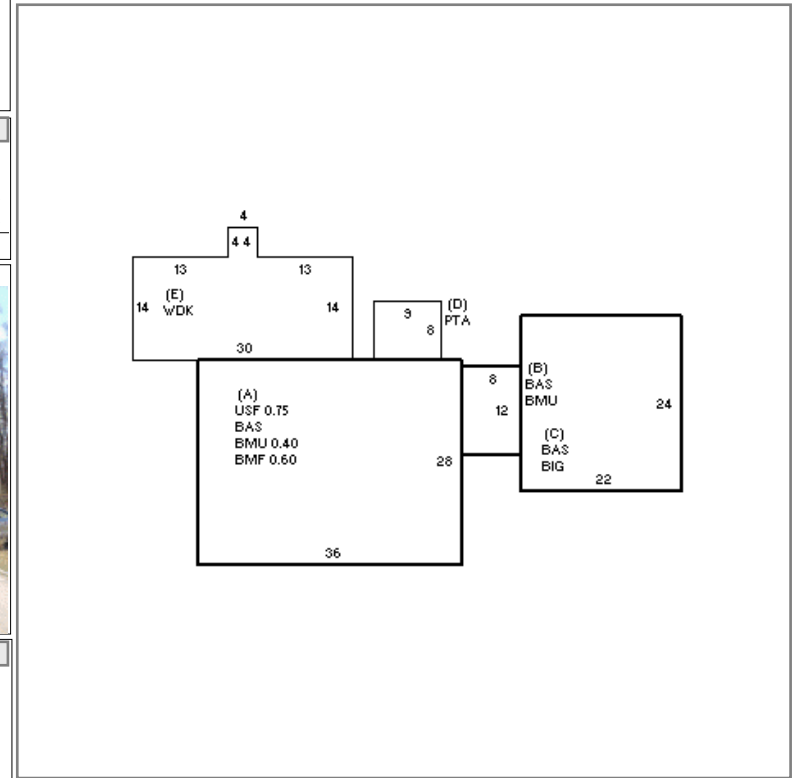 4
4 4
13
13
(E)
WDK
14
14
30
9
8
(D)
PTA
(A)
USF 0.75
BAS
BMU 0.40
BMF 0.60
28
36
8
12
(B)
BAS
BMU
(C)
BAS
BIG
24
22